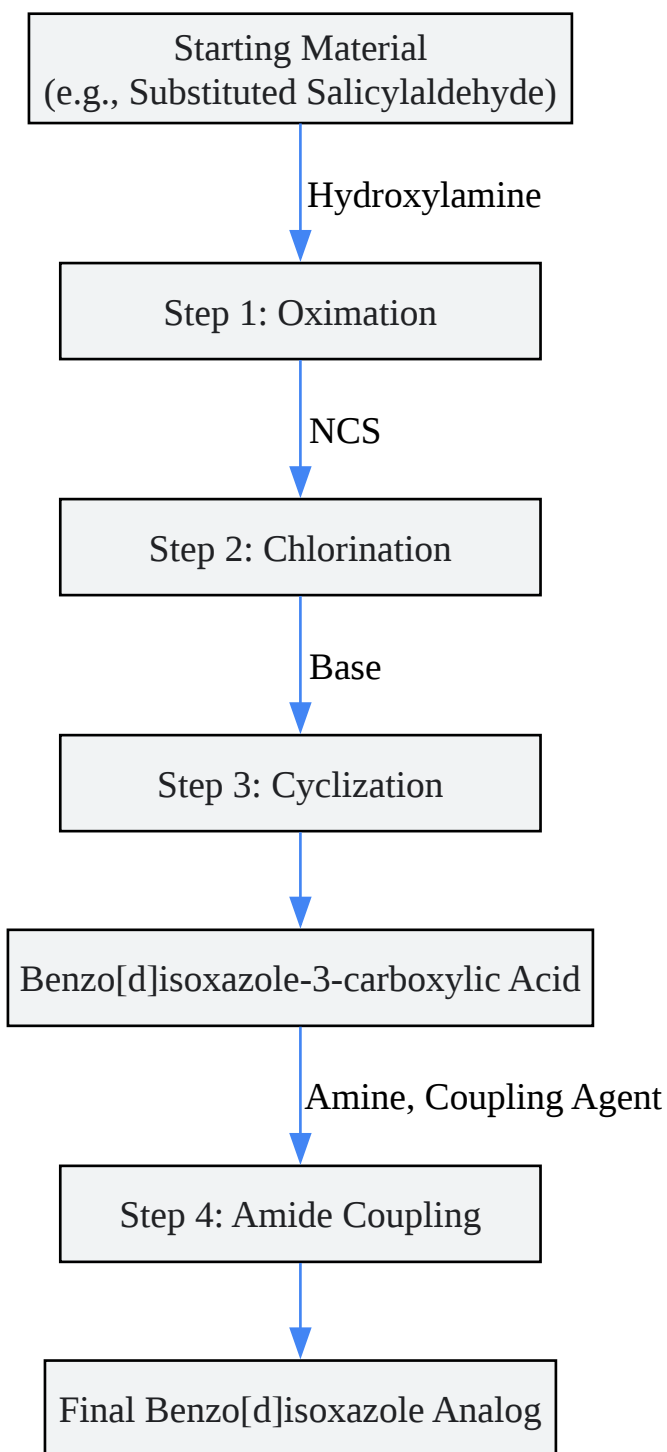 Starting Material
(e.g., Substituted Salicylaldehyde)
Hydroxylamine
Step 1: Oximation
NCS
Step 2: Chlorination
Base
Step 3: Cyclization
Benzo[d]isoxazole-3-carboxylic Acid
Amine, Coupling Agent
Step 4: Amide Coupling
Final Benzo[d]isoxazole Analog